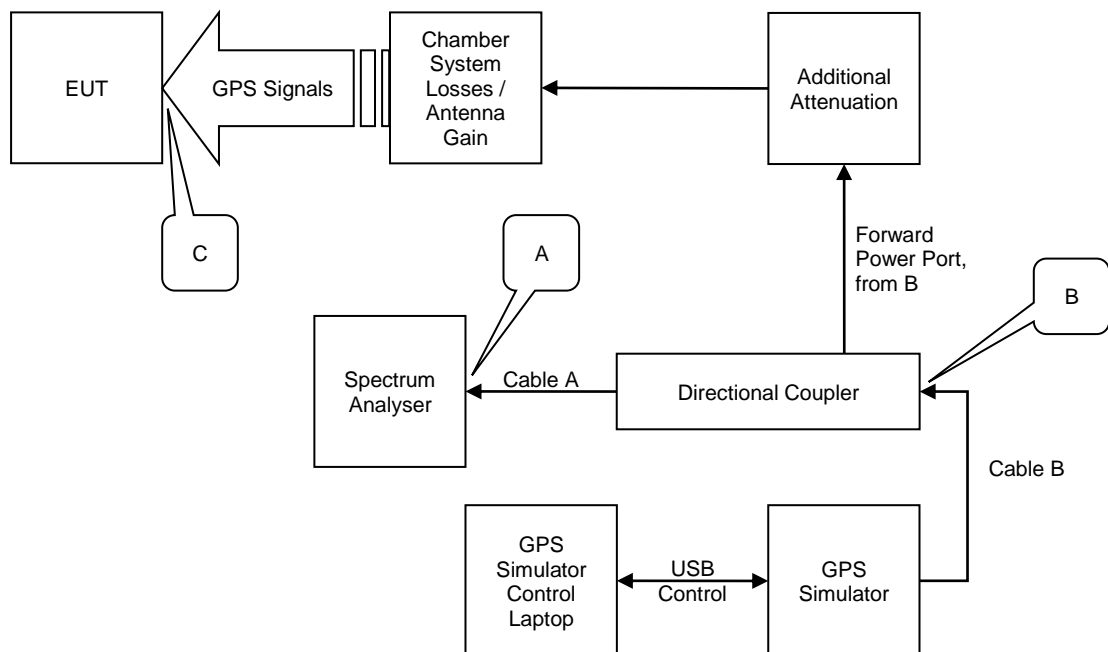 EUT
GPS Signals
Chamber
System
Losses /
Antenna
Gain
Additional
Attenuation
C
A
Forward
Power Port,
from B
B
Spectrum
Analyser
Cable A
Directional Coupler
Cable B
GPS
Simulator
Control
Laptop
USB
Control
GPS
Simulator